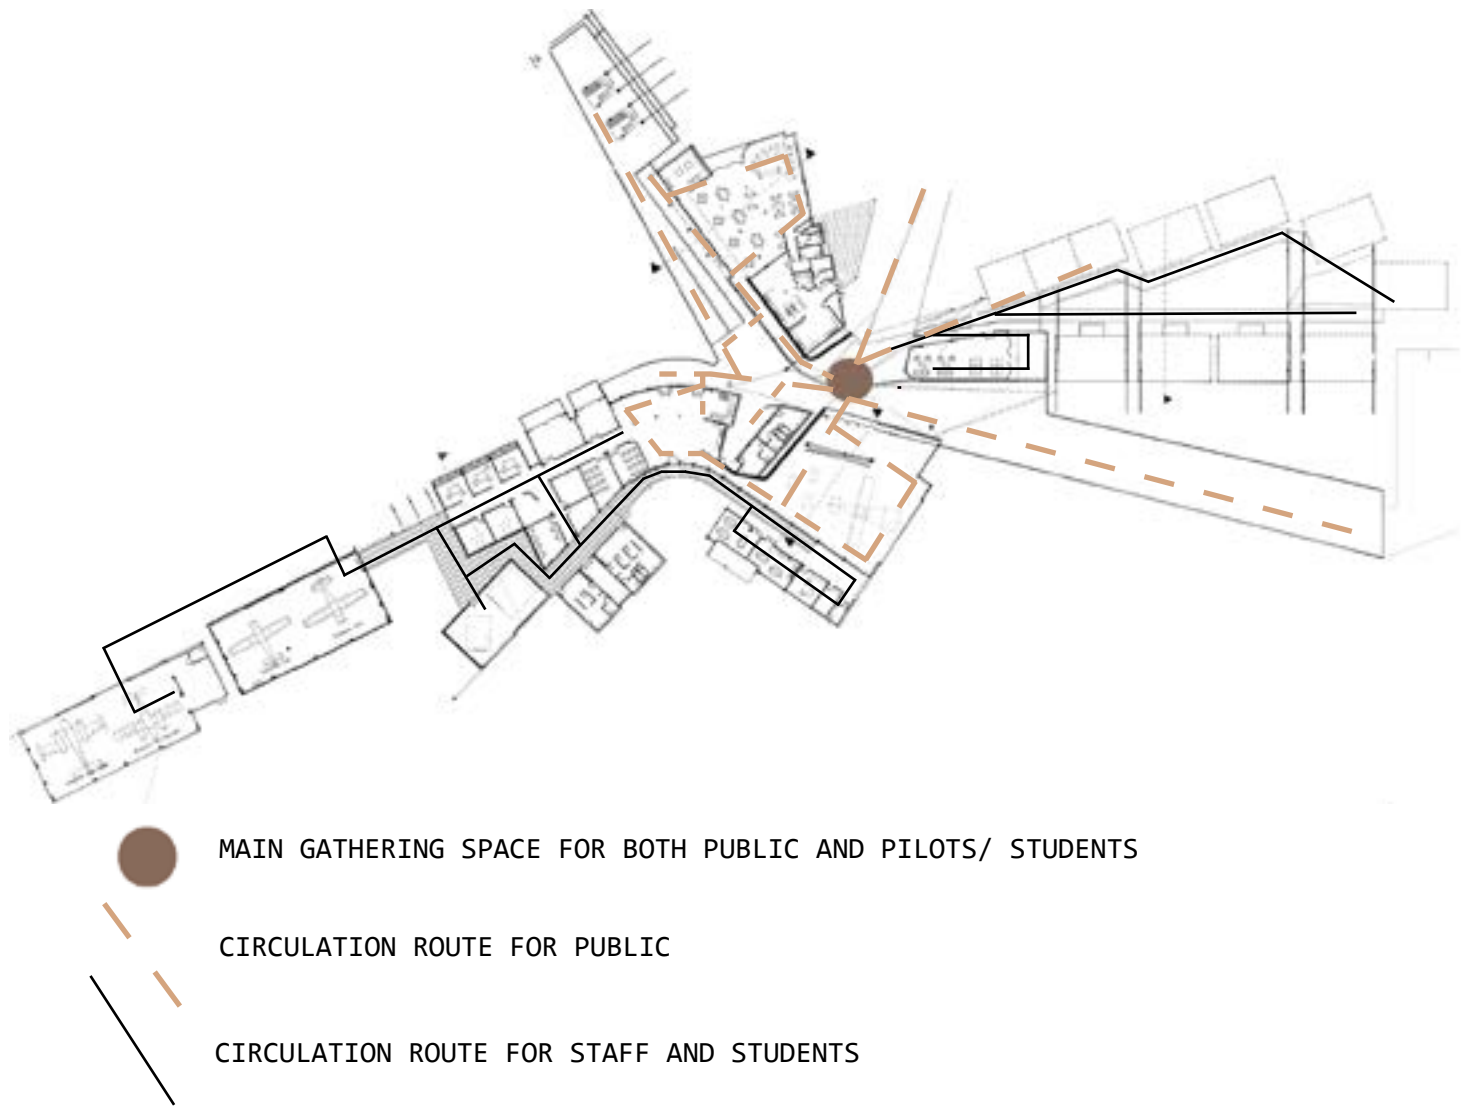 MAIN GATHERING SPACE FOR BOTH PUBLIC AND PILOTS/ STUDENTS
CIRCULATION ROUTE FOR PUBLIC
CIRCULATION ROUTE FOR STAFF AND STUDENTS